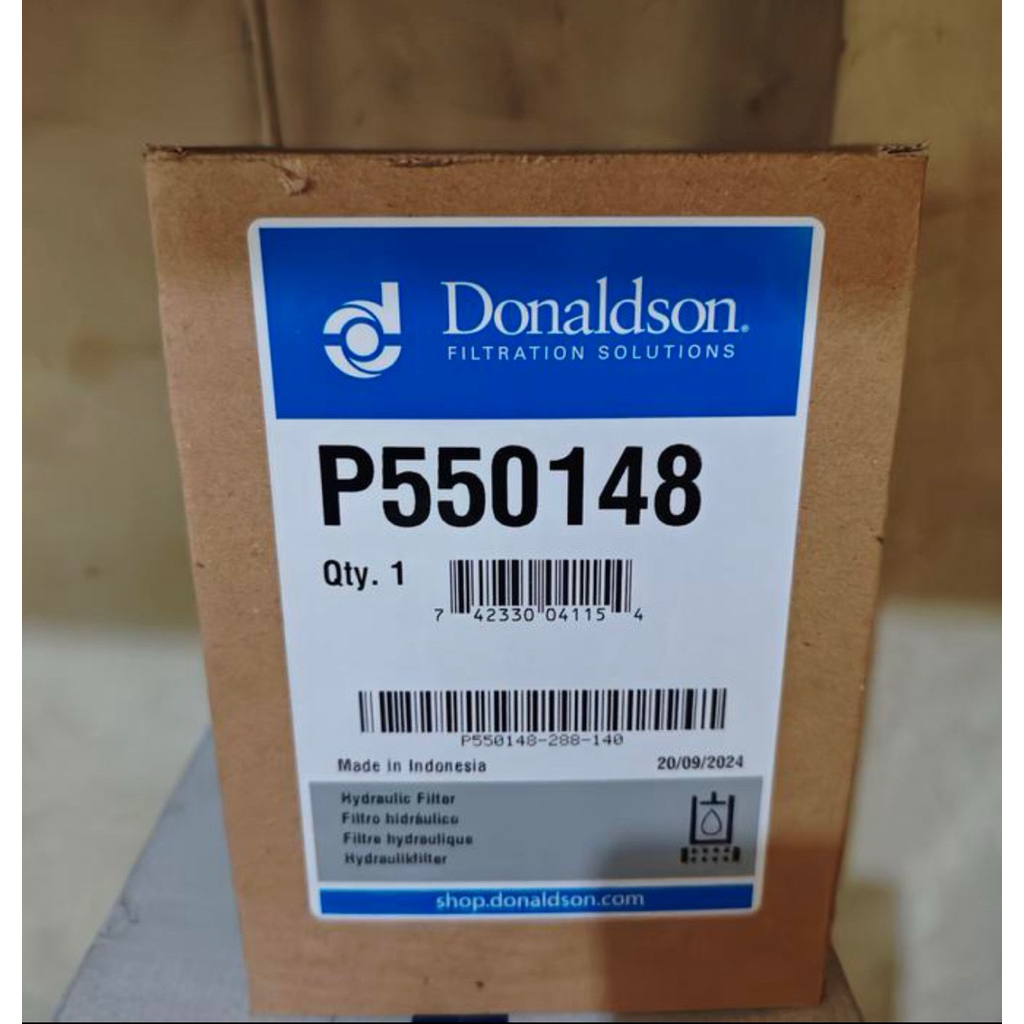 Donaldson.
FILTRATION SOLUTIONS
P550148
Qty. 1
7 42330 04115 4
P550148-288-140
Made in Indonesia 20/09/2024
Hydraulic Filter
Filtro hidráulico
Filtre hydraulique
Hydraulikfilter
shop.donaldson.com